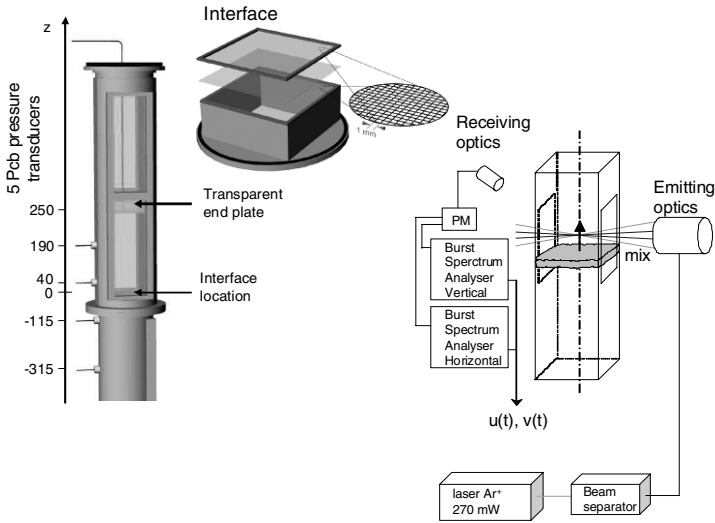 Interface
z
5 Pcb pressure
transducers
250
190
40
0
-115
-315
Transparent
end plate
Interface
location
1 mm
Receiving
optics
PM
Burst
Spercturm
Analyser
Vertical
Burst
Spectrum
Analyser
Horizontal
u(t), v(t)
Emitting
optics
mix
laser Ar⁺
270 mW
Beam
separator